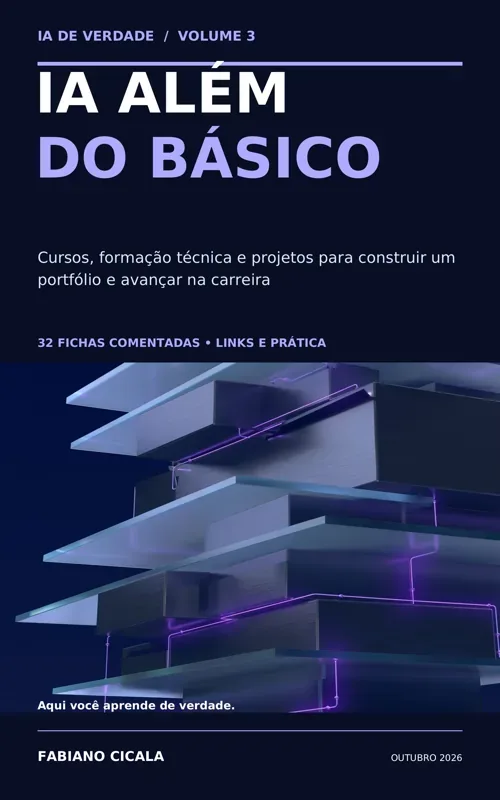 IA DE VERDADE / VOLUME 3
IA ALÉM
DO BÁSICO
Cursos, formação técnica e projetos para construir um
portfólio e avançar na carreira
32 FICHAS COMENTADAS • LINKS E PRÁTICA
Aqui você aprende de verdade.
FABIANO CICALA
OUTUBRO 2026